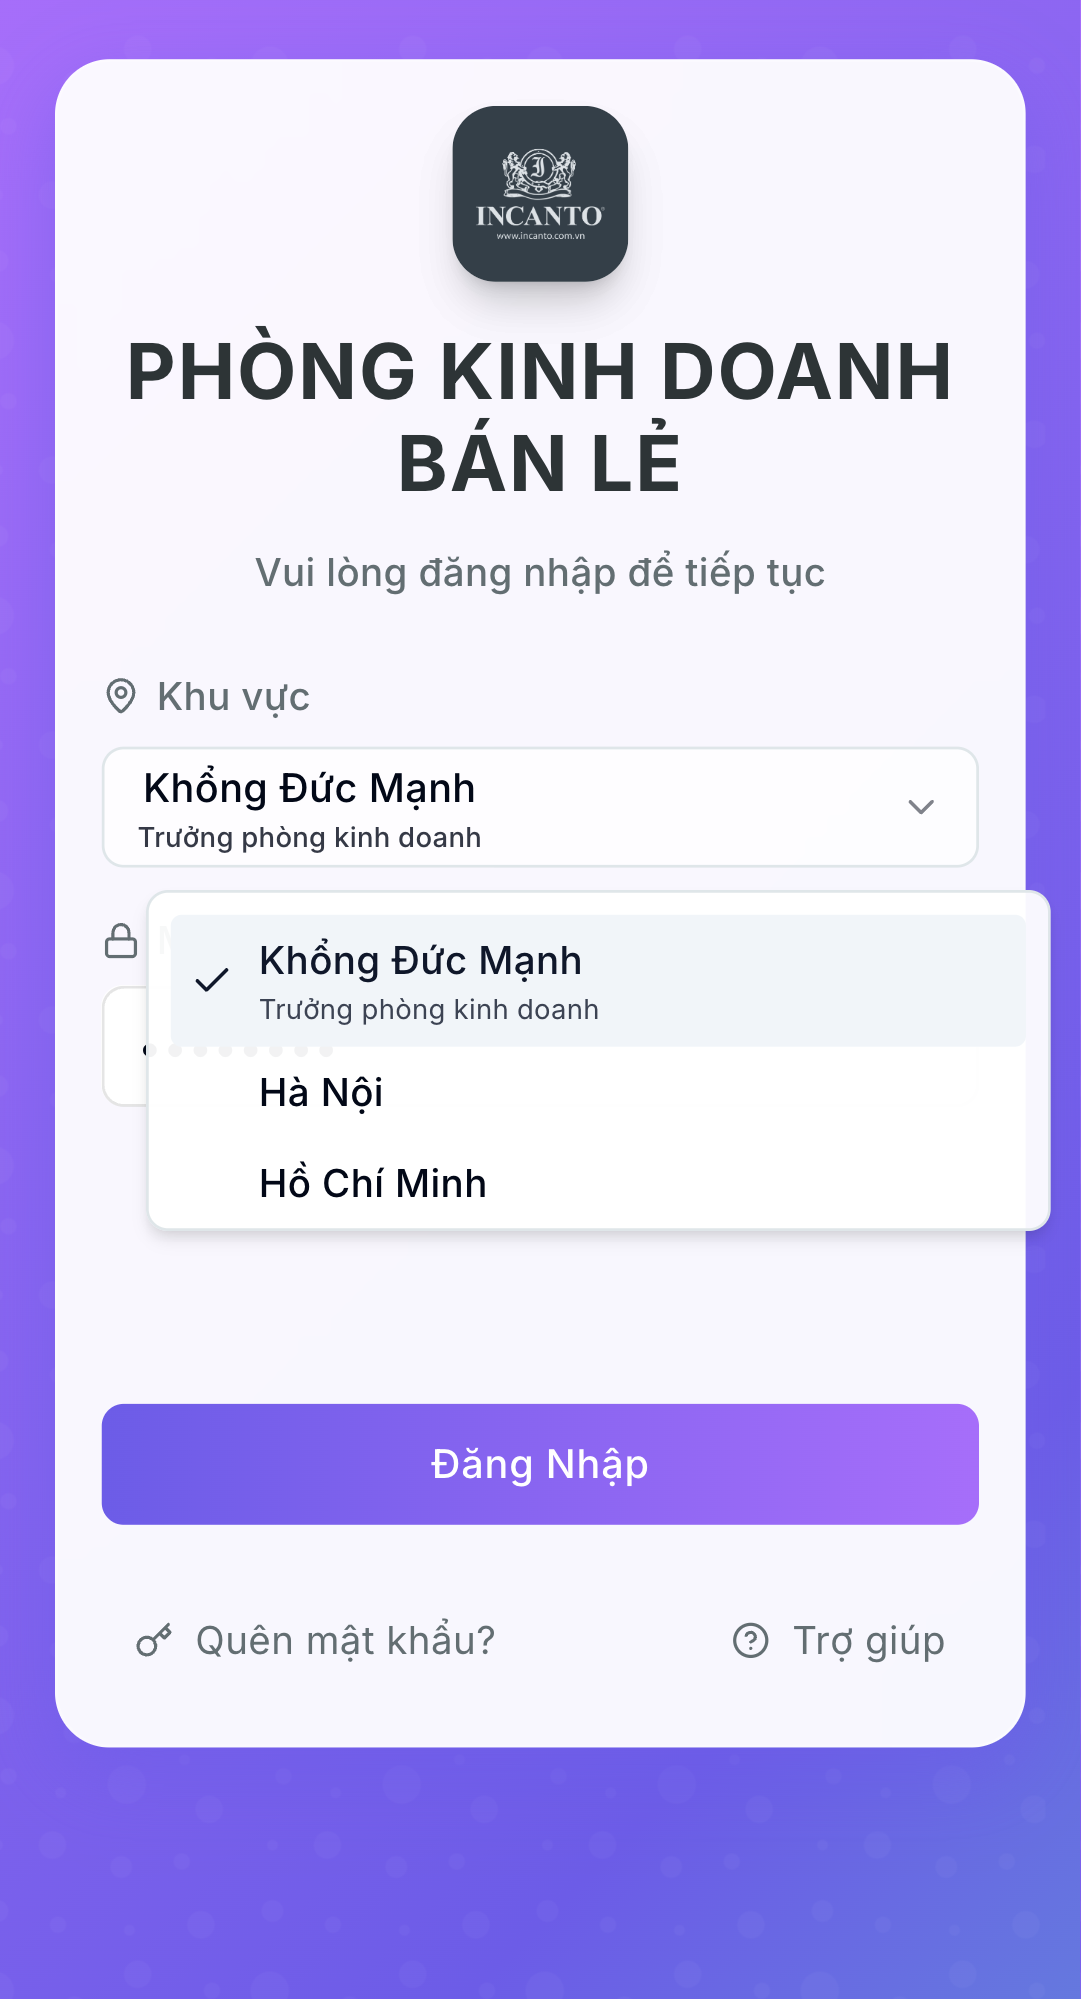 INCANTO
www.incanto.com.vn
PHÒNG KINH DOANH
BÁN LẺ
Vui lòng đăng nhập để tiếp tục
Khu vực
Khổng Đức Mạnh
Trưởng phòng kinh doanh
Khổng Đức Mạnh
Trưởng phòng kinh doanh
Hà Nội
Hồ Chí Minh
Đăng Nhập
Quên mật khẩu?
Trợ giúp